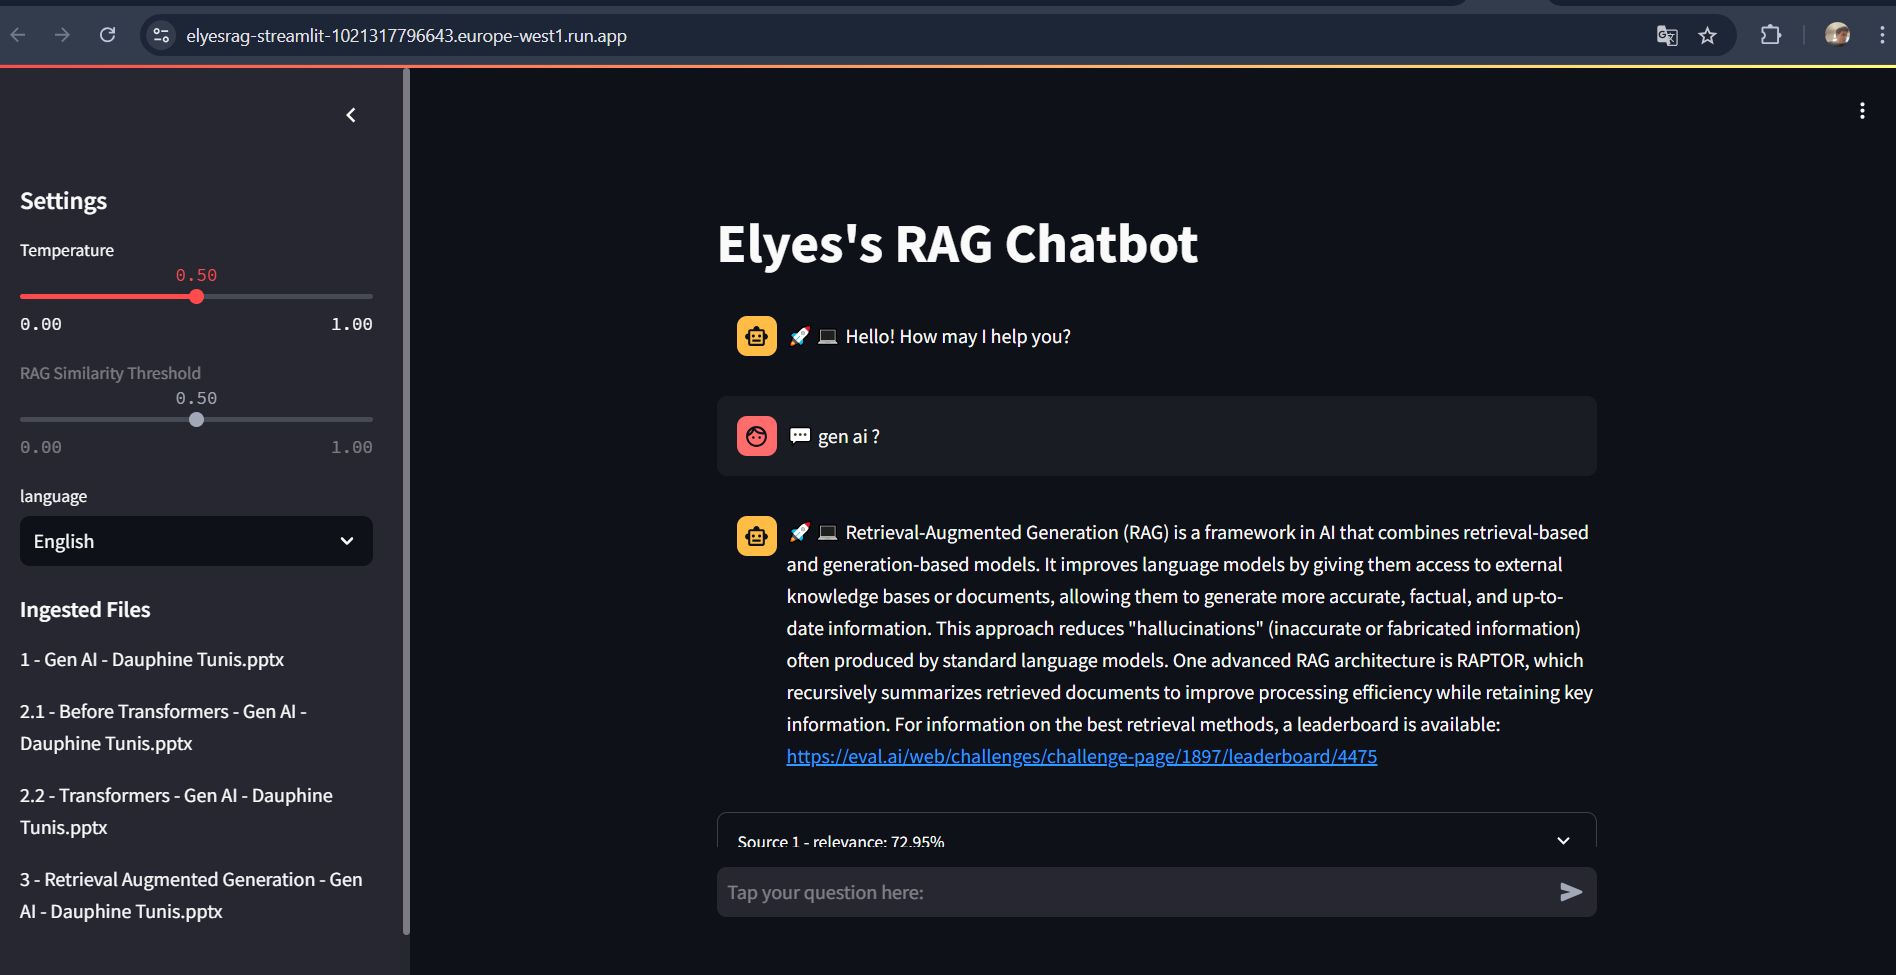 elyesrag-streamlit-1021317796643.europe-west1.run.app
Settings
Temperature
0.50
0.00 1.00
RAG Similarity Threshold
0.50
0.00 1.00
language
English
Ingested Files
1 - Gen AI - Dauphine Tunis.pptx
2.1 - Before Transformers - Gen AI -
Dauphine Tunis.pptx
2.2 - Transformers - Gen AI - Dauphine
Tunis.pptx
3 - Retrieval Augmented Generation - Gen
AI - Dauphine Tunis.pptx
Elyes's RAG Chatbot
🚀 💻 Hello! How may I help you?
💬 gen ai ?
🚀 💻 Retrieval-Augmented Generation (RAG) is a framework in AI that combines retrieval-based
and generation-based models. It improves language models by giving them access to external
knowledge bases or documents, allowing them to generate more accurate, factual, and up-to-
date information. This approach reduces "hallucinations" (inaccurate or fabricated information)
often produced by standard language models. One advanced RAG architecture is RAPTOR, which
recursively summarizes retrieved documents to improve processing efficiency while retaining key
information. For information on the best retrieval methods, a leaderboard is available:
https://eval.ai/web/challenges/challenge-page/1897/leaderboard/4475
Source 1 - relevance: 72.95%
Tap your question here: